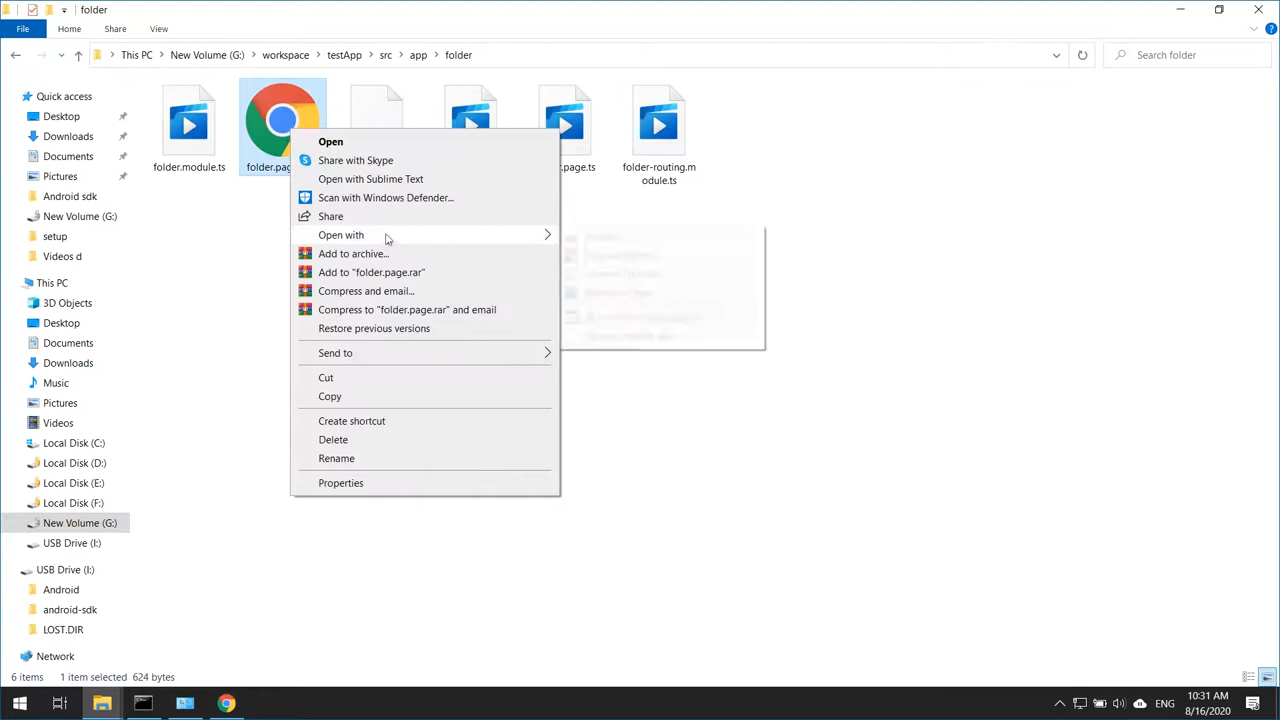 folder
File
Home
Share
View
This PC
New Volume (G:)
workspace
testApp
src
app
folder
Search folder
Quick access
Desktop
Downloads
Documents
Pictures
Android sdk
New Volume (G:)
setup
Videos d
This PC
3D Objects
Desktop
Downloads
Documents
Music
Pictures
Videos
Local Disk (C:)
Local Disk (D:)
Local Disk (E:)
Local Disk (F:)
New Volume (G:)
USB Drive (I:)
USB Drive (I:)
Android
android-sdk
LOST.DIR
Network
folder.module.ts
folder.pag
e.page.ts
folder-routing.m
odule.ts
Open
Share with Skype
Open with Sublime Text
Scan with Windows Defender...
Share
Open with
Add to archive...
Add to "folder.page.rar"
Compress and email...
Compress to "folder.page.rar" and email
Restore previous versions
Send to
Cut
Copy
Create shortcut
Delete
Rename
Properties
6 items
1 item selected 624 bytes
ENG
10:31 AM
8/16/2020